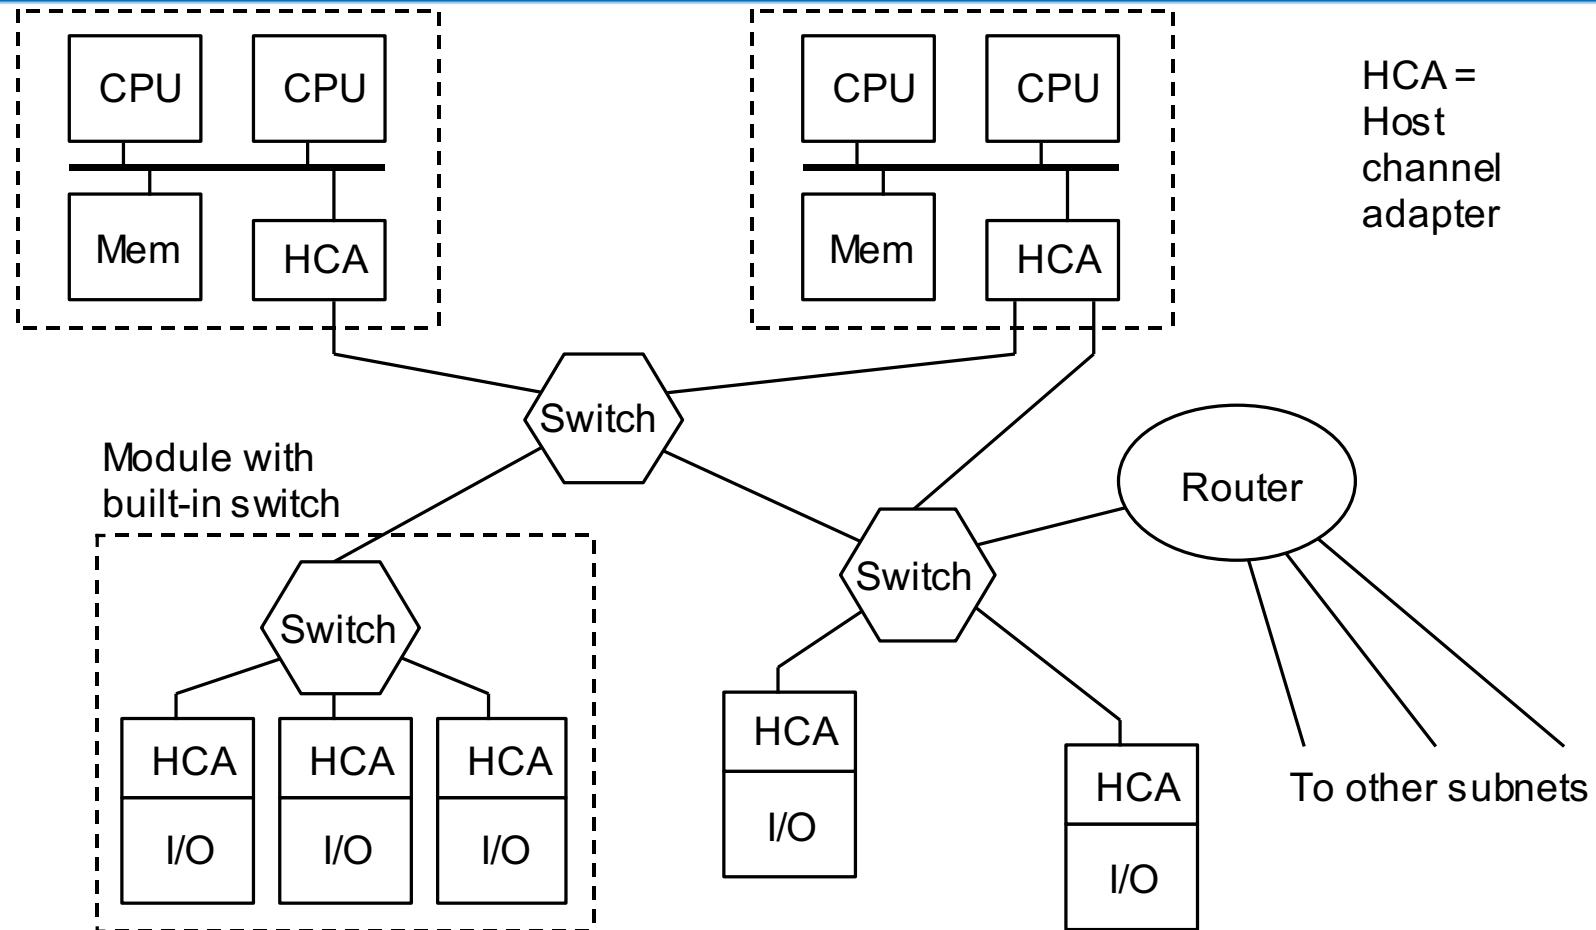 CPU
CPU
Mem
HCA
CPU
CPU
Mem
HCA
HCA =
Host
channel
adapter
Switch
Module with
built-in switch
Switch
HCA
I/O
HCA
I/O
HCA
I/O
Switch
HCA
I/O
HCA
I/O
Router
To other subnets